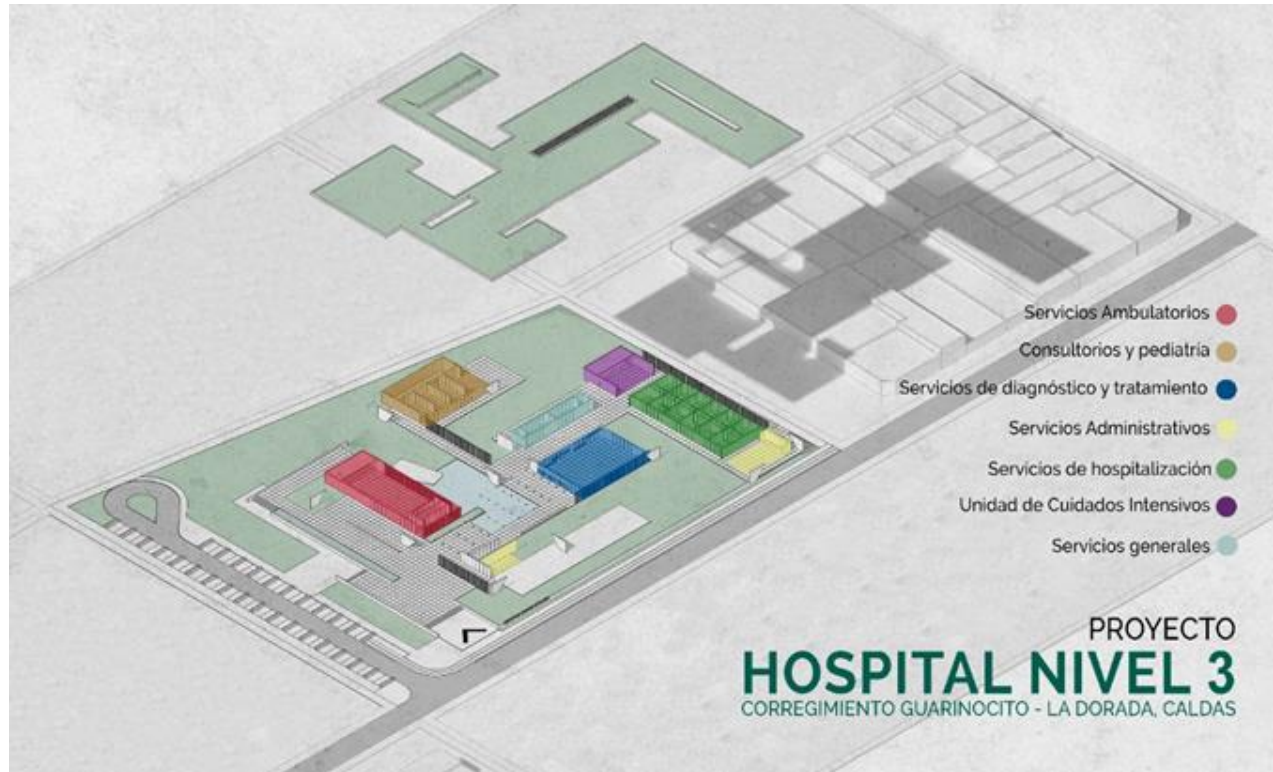 Servicios Ambulatorios
Consultorios y pediatría
Servicios de diagnóstico y tratamiento
Servicios Administrativos
Servicios de hospitalización
Unidad de Cuidados Intensivos
Servicios generales
PROYECTO
HOSPITAL NIVEL 3
CORREGIMIENTO GUARINOCITO - LA DORADA, CALDAS